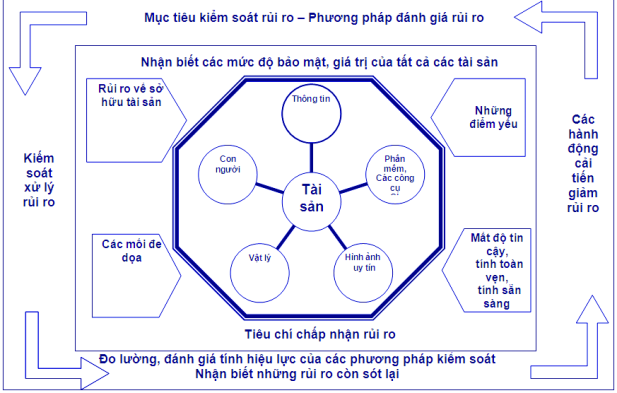 Mục tiêu kiểm soát rủi ro – Phương pháp đánh giá rủi ro
Nhận biết các mức độ bảo mật, giá trị của tất cả các tài sản
Rủi ro về sở
hữu tài sản
Thông tin
Những
điểm yếu
Kiểm
soát
xử lý
rủi ro
Con
người
Tài
sản
Phần
mềm,
Các công
cụ
Các
hành
động
cải
tiến
giảm
rủi ro
Các mối đe
dọa
Vật lý
Hình ảnh
uy tín
Mất độ tin
cậy,
tính toàn
vẹn,
tính sẵn
sàng
Tiêu chí chấp nhận rủi ro
Đo lường, đánh giá tính hiệu lực của các phương pháp kiểm soát
Nhận biết những rủi ro còn sót lại